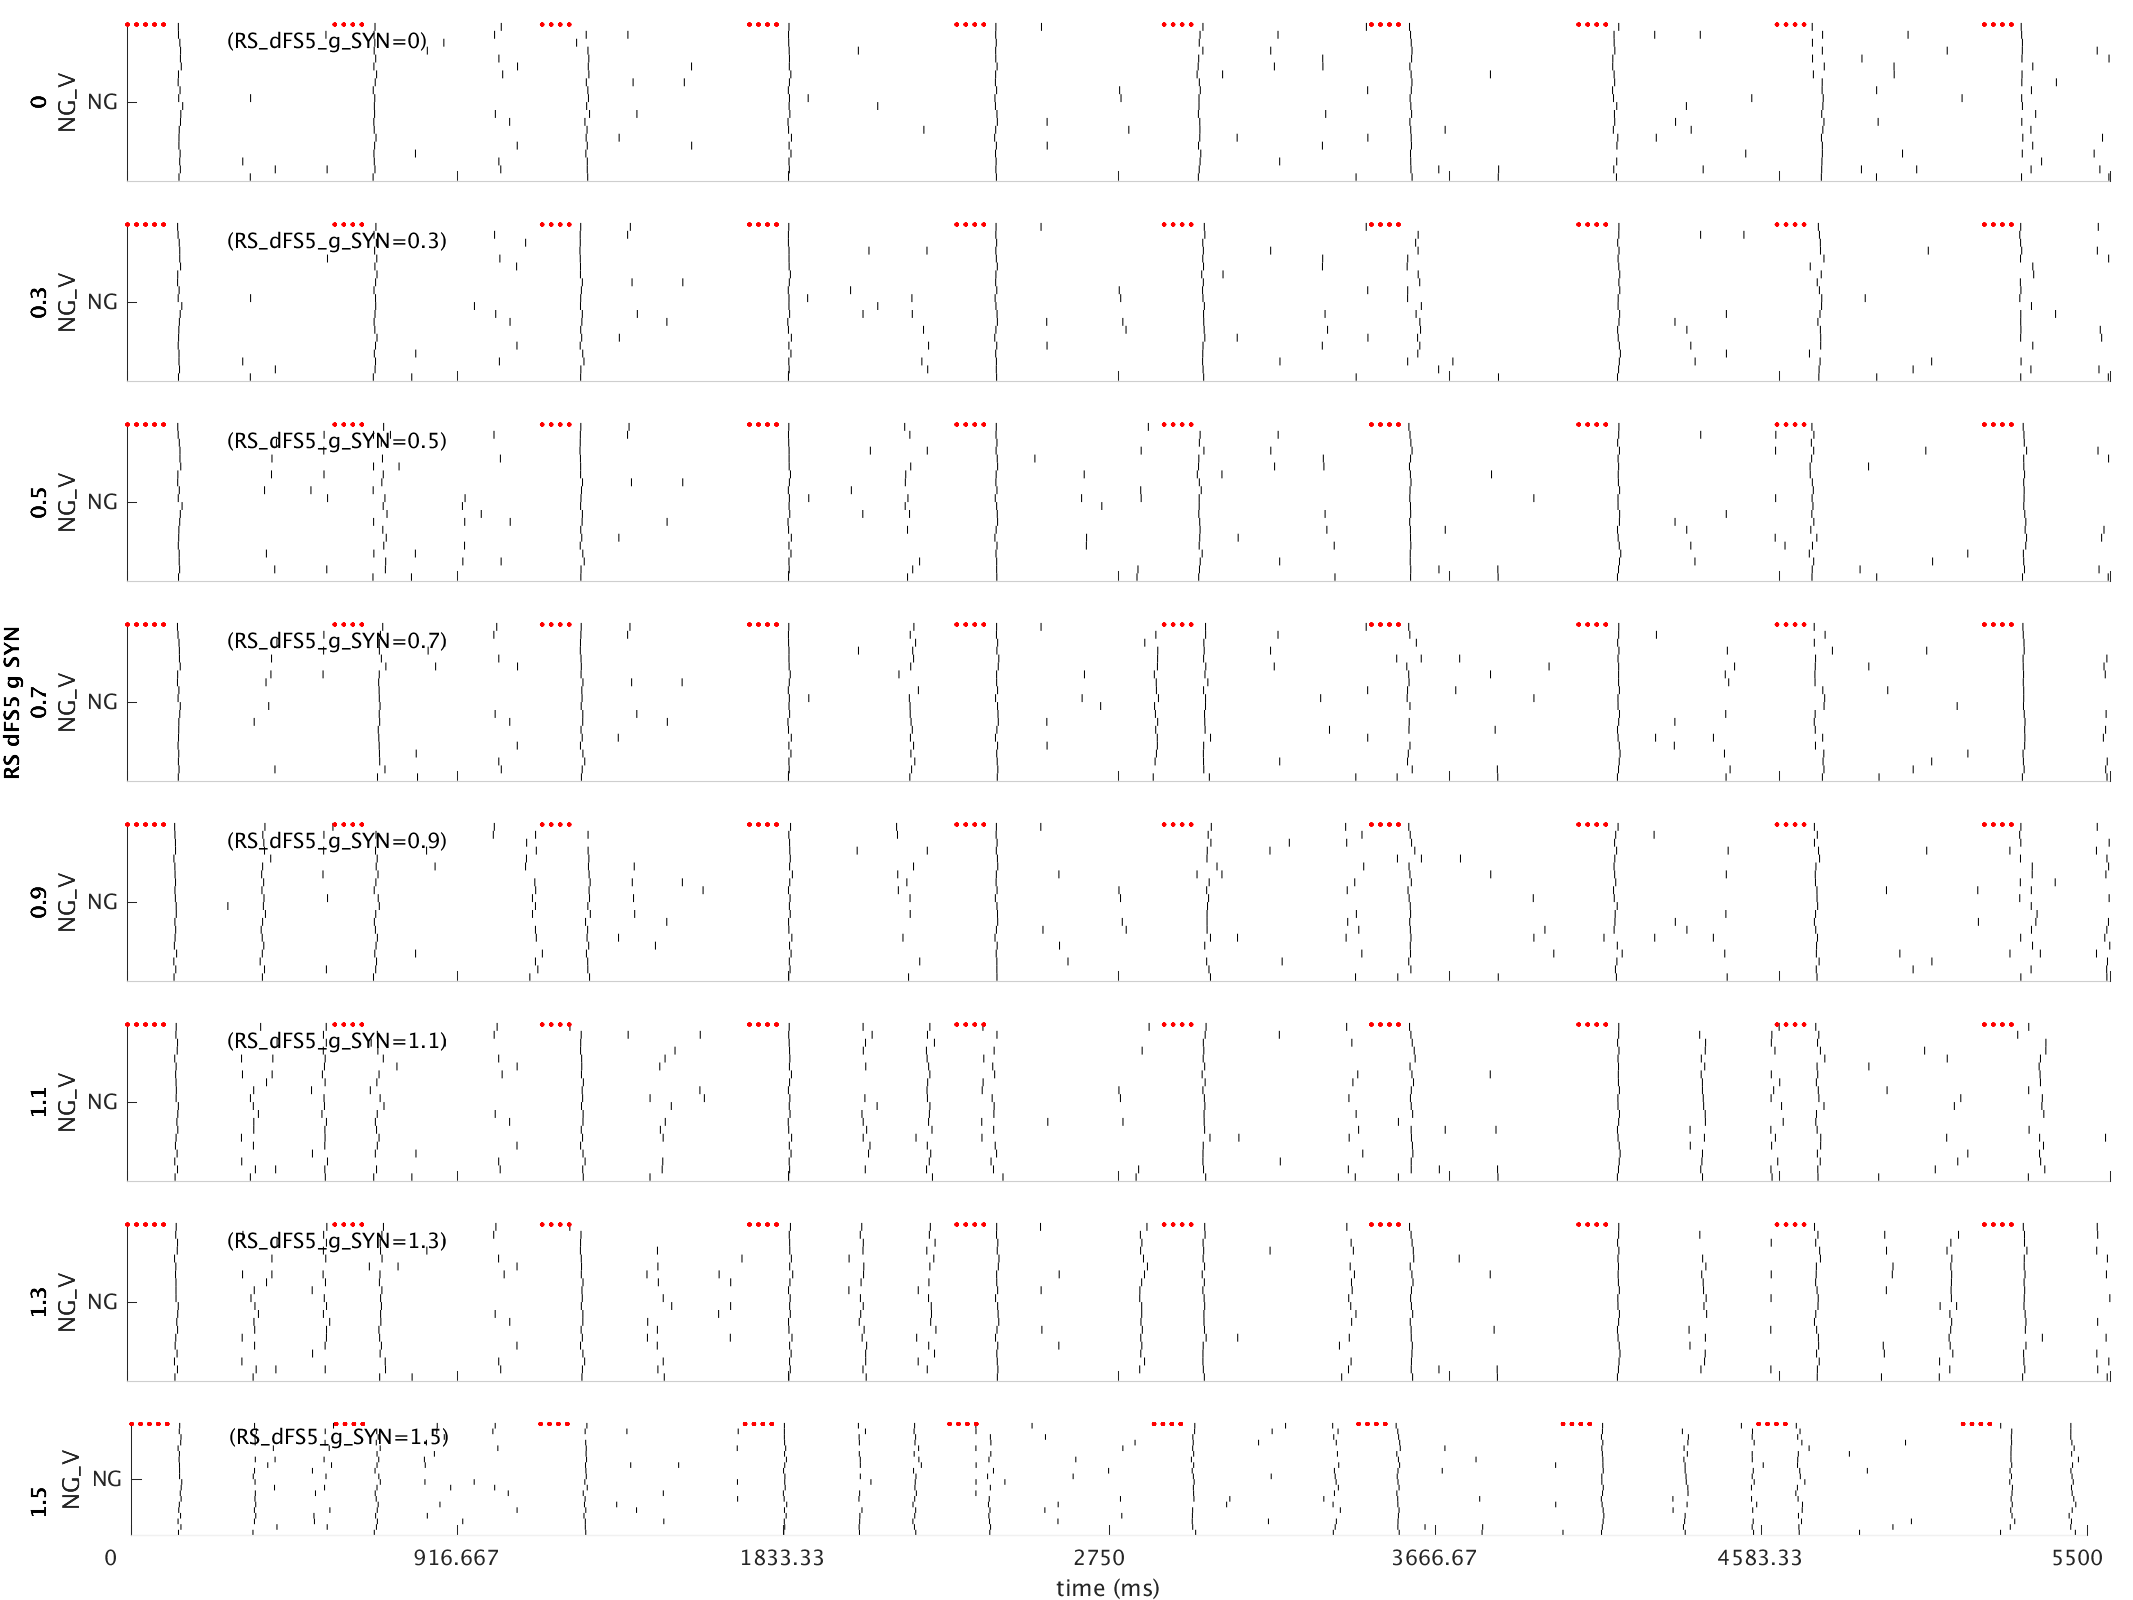 RS dFS5 g SYN
0
NG_V
NG
(RS_dFS5_g_SYN=0)
0.3
NG_V
NG
(RS_dFS5_g_SYN=0.3)
0.5
NG_V
NG
(RS_dFS5_g_SYN=0.5)
0.7
NG_V
NG
(RS_dFS5_g_SYN=0.7)
0.9
NG_V
NG
(RS_dFS5_g_SYN=0.9)
1.1
NG_V
NG
(RS_dFS5_g_SYN=1.1)
1.3
NG_V
NG
(RS_dFS5_g_SYN=1.3)
1.5
NG_V
NG
(RS_dFS5_g_SYN=1.5)
0 916.667 1833.33 2750 3666.67 4583.33 5500
time (ms)